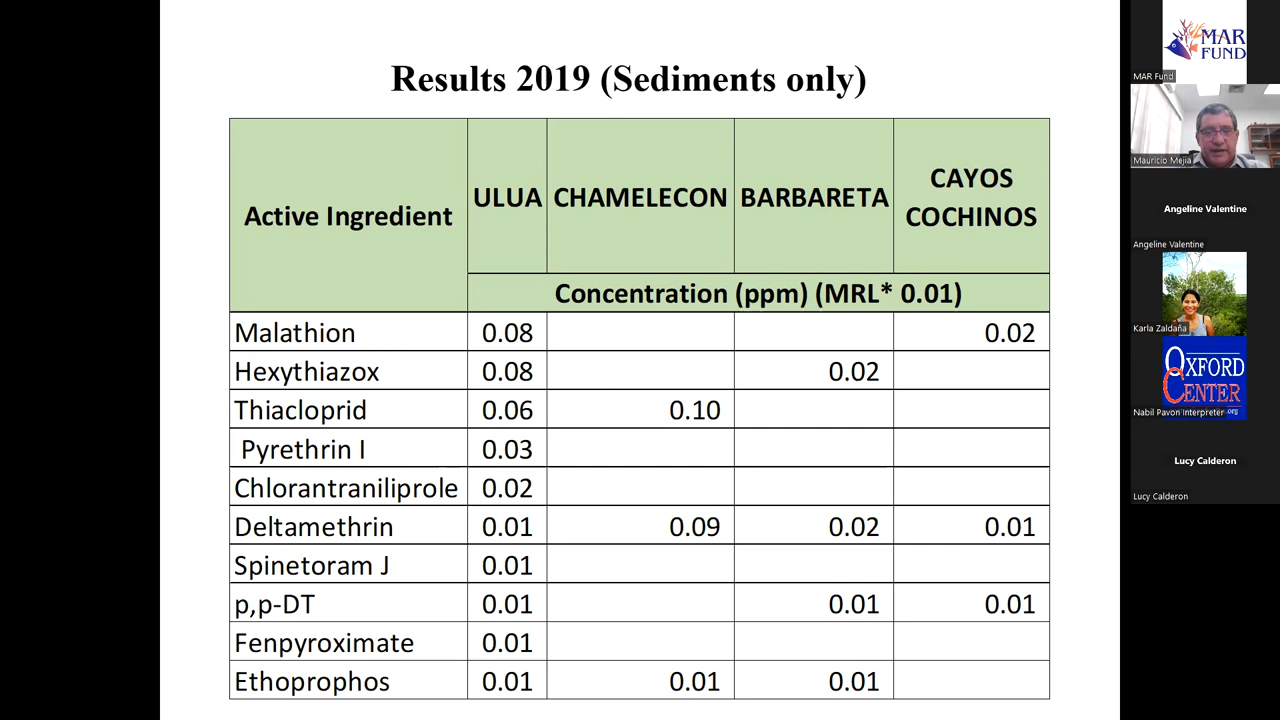 Results 2019 (Sediments only)
Active Ingredient ULUA CHAMELECON BARBARETA CAYOS COCHINOS
Concentration (ppm) (MRL* 0.01)
Malathion 0.08 0.02
Hexythiazox 0.08 0.02
Thiacloprid 0.06 0.10
Pyrethrin I 0.03
Chlorantraniliprole 0.02
Deltamethrin 0.01 0.09 0.02 0.01
Spinetoram J 0.01
p,p-DT 0.01 0.01 0.01
Fenpyroximate 0.01
Ethoprophos 0.01 0.01 0.01
MAR
FUND
MAR Fund
Mauricio Mejia
Angeline Valentine
Angeline Valentine
Karla Zaldaña
OXFORD
CENTER
.org
Nabil Pavon Interpreter
Lucy Calderon
Lucy Calderon